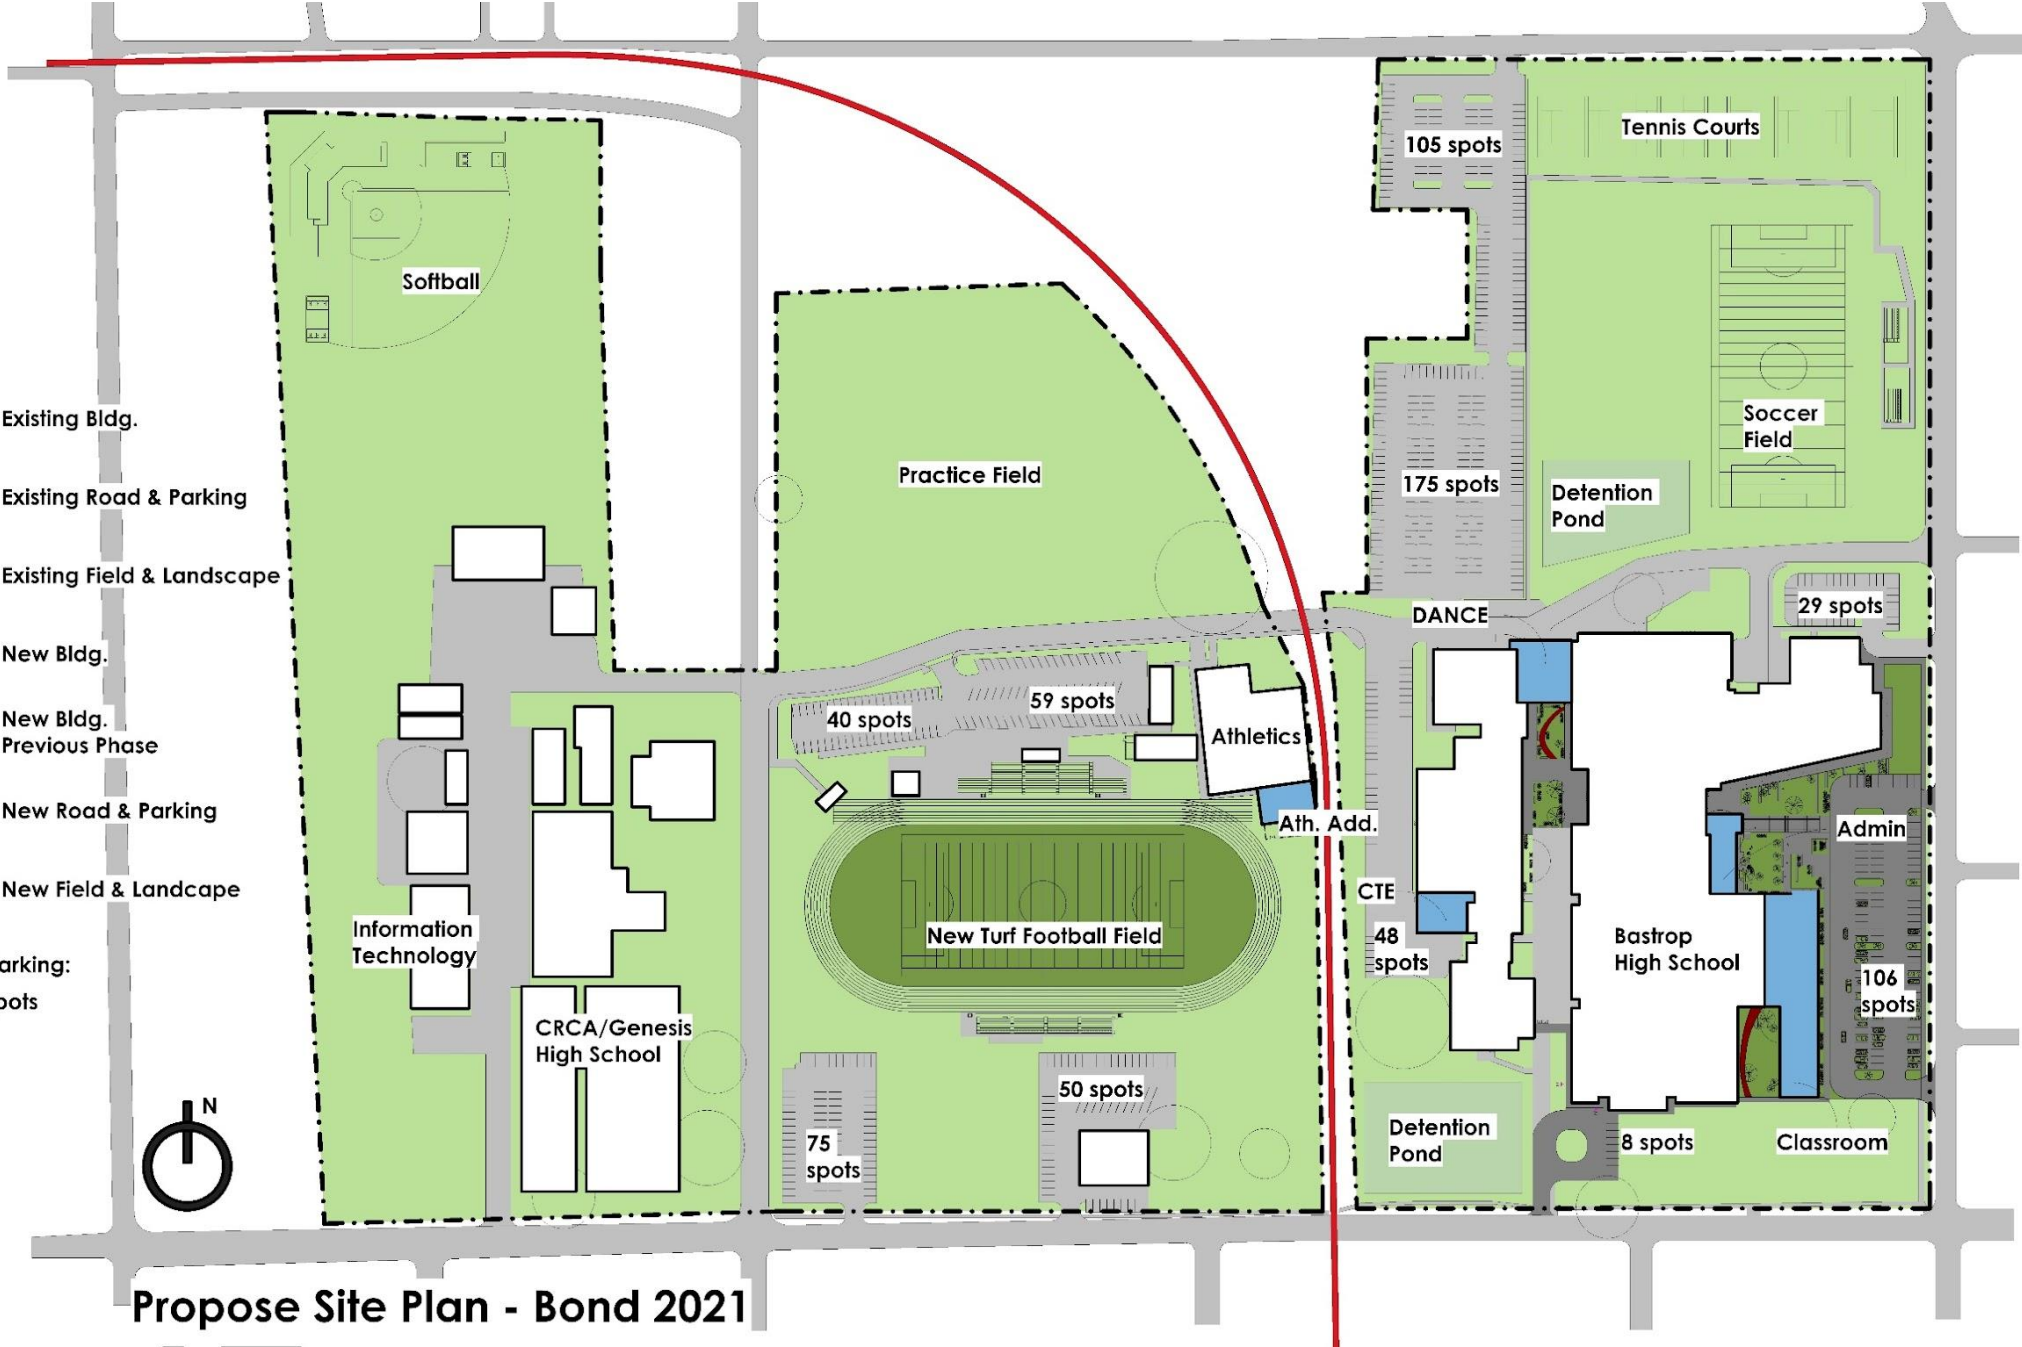 105 spots
Tennis Courts
Softball
Existing Bldg.
Soccer
Field
Practice Field
175 spots
Detention
Pond
Existing Road & Parking
Existing Field & Landscape
DANCE
29 spots
New Bldg.
59 spots
40 spots
New Bldg.
Previous Phase
Athletics
New Road & Parking
Ath. Add.
Admin
New Field & Landcape
CTE
Information
Technology
New Turf Football Field
48
spots
Bastrop
High School
106
spots
arking:
pots
CRCA/Genesis
High School
50 spots
75
spots
Detention
Pond
8 spots
Classroom
N
Propose Site Plan - Bond 2021